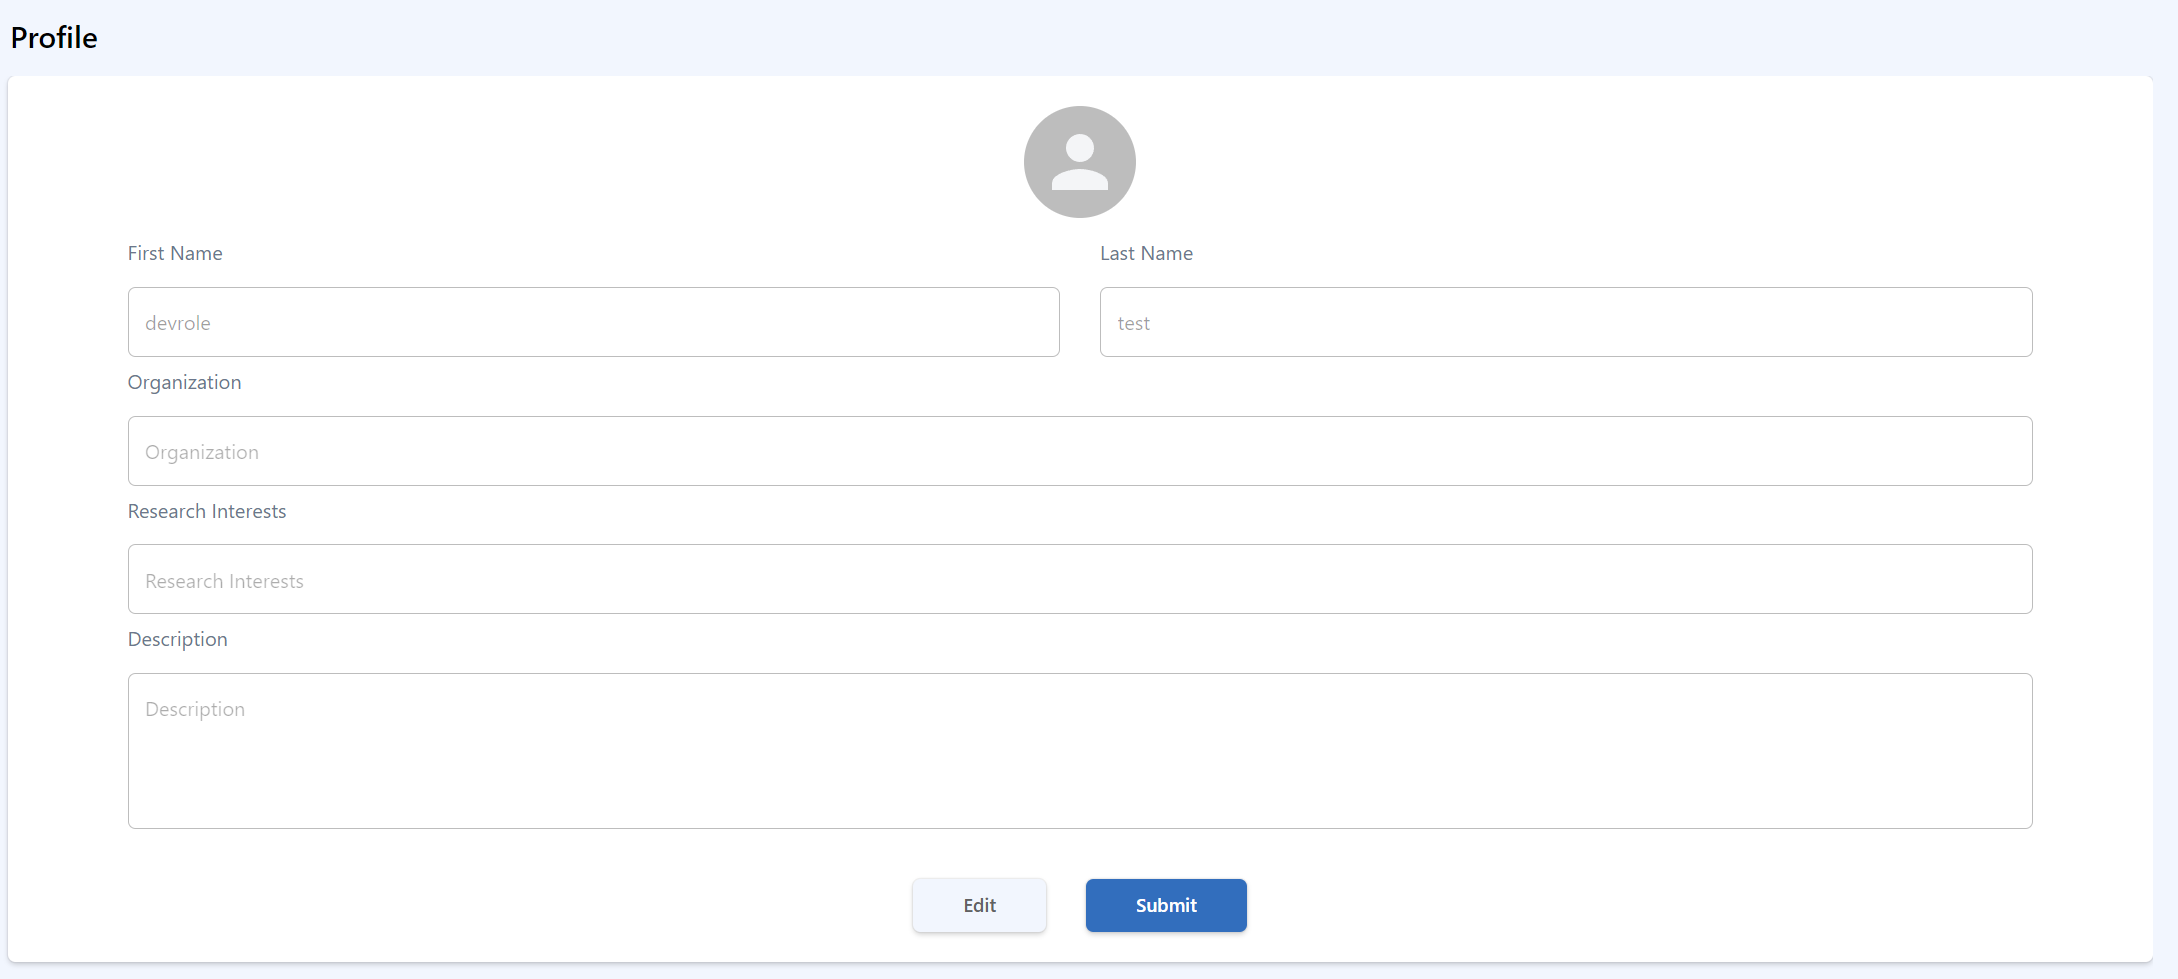 Profile
First Name
Last Name
devrole
test
Organization
Organization
Research Interests
Research Interests
Description
Description
Edit
Submit